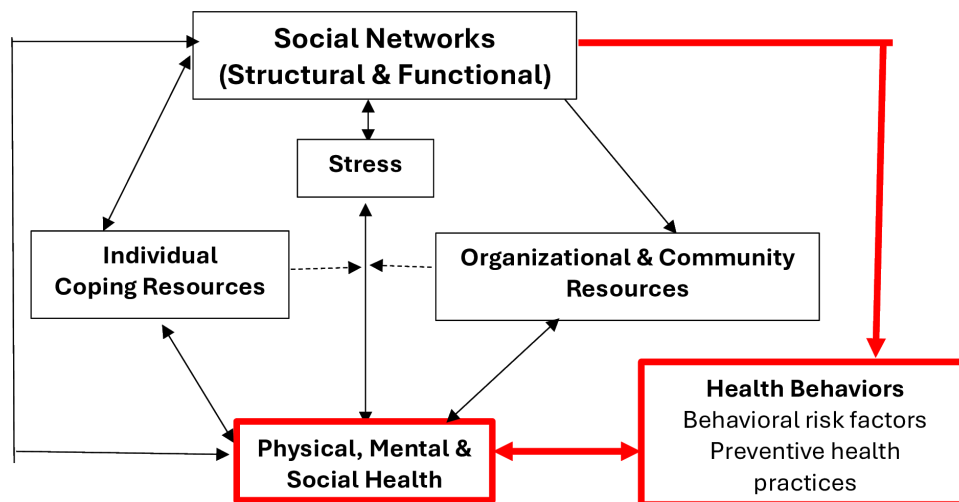 Social Networks
(Structural & Functional)
Stress
Individual
Coping Resources
Organizational & Community
Resources
Health Behaviors
Behavioral risk factors
Preventive health
practices
Physical, Mental &
Social Health